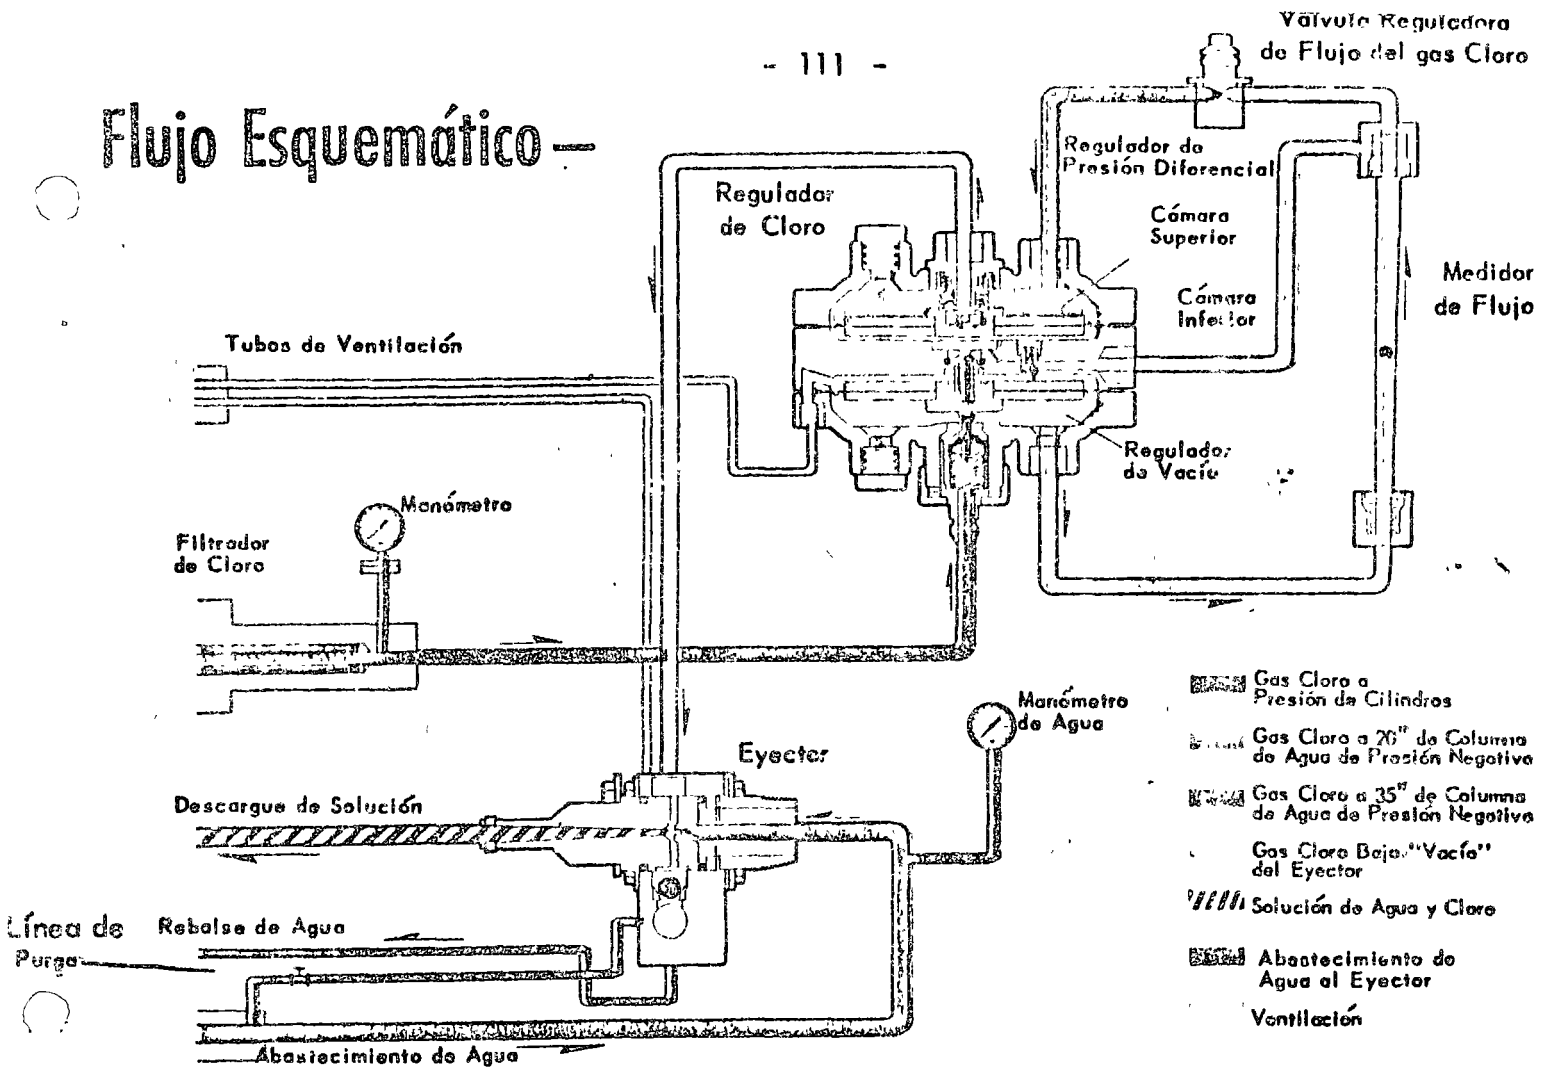 - 111 -
Válvula Reguladora
de Flujo del gas Cloro
Flujo Esquemático—
Regulador de
Presión Diferencial
Regulador
de Cloro
Cámara
Superior
Cámara
Inferior
Medidor
de Flujo
Tubos de Ventilación
Regulador
de Vacío
Manómetro
Filtrador
de Cloro
Manómetro
de Agua
Eyector
Descargue de Solución
Línea de
Purga
Rebalse de Agua
Abastecimiento de Agua
Gas Cloro a
Presión de Cilindros
Gas Cloro a 20" de Columna
de Agua de Presión Negativa
Gas Cloro a 35" de Columna
de Agua de Presión Negativa
Gas Cloro Bajo "Vacío"
del Eyector
Solución de Agua y Cloro
Abastecimiento de
Agua al Eyector
Ventilación